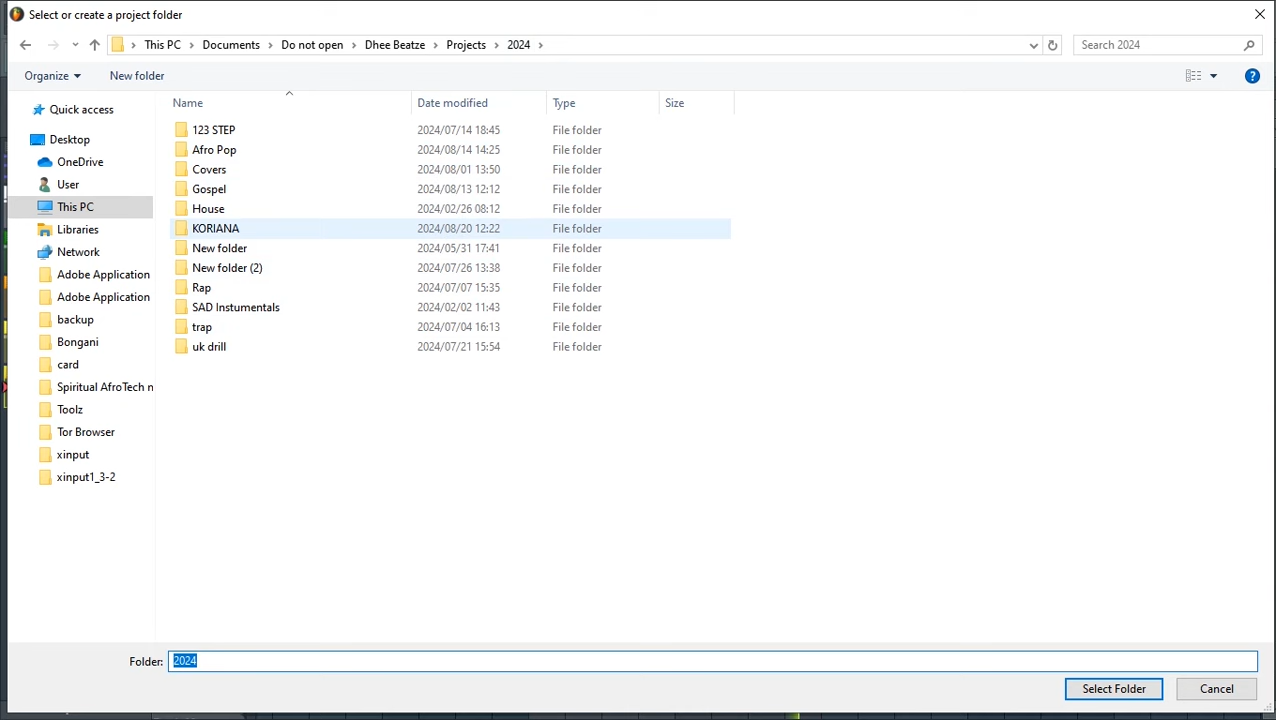 Select or create a project folder
This PC > Documents > Do not open > Dhee Beatze > Projects > 2024 >
Search 2024
Organize New folder
Name Date modified Type Size
123 STEP 2024/07/14 18:45 File folder
Afro Pop 2024/08/14 14:25 File folder
Covers 2024/08/01 13:50 File folder
Gospel 2024/08/13 12:12 File folder
House 2024/02/26 08:12 File folder
KORIANA 2024/08/20 12:22 File folder
New folder 2024/05/31 17:41 File folder
New folder (2) 2024/07/26 13:38 File folder
Rap 2024/07/07 15:35 File folder
SAD Instumentals 2024/02/02 11:43 File folder
trap 2024/07/04 16:13 File folder
uk drill 2024/07/21 15:54 File folder
Quick access
Desktop
OneDrive
User
This PC
Libraries
Network
Adobe Application
Adobe Application
backup
Bongani
card
Spiritual AfroTech n
Toolz
Tor Browser
xinput
xinput1_3-2
Folder: 2024
Select Folder Cancel